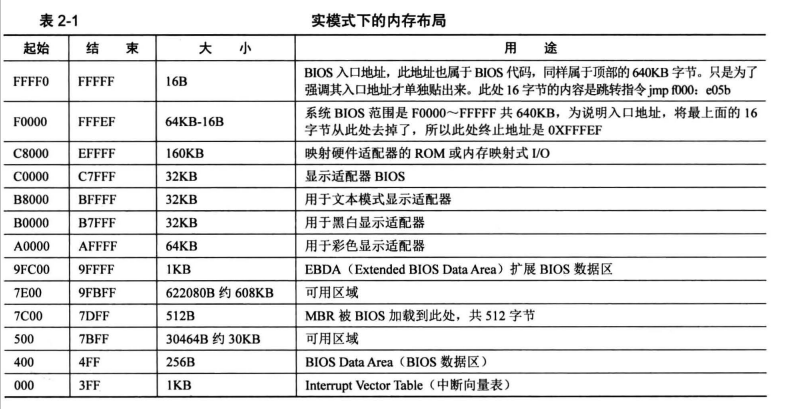 表 2-1 实模式下的内存布局
起始 结 束 大 小 用 途
FFFF0 FFFFF 16B BIOS 入口地址，此地址也属于 BIOS 代码，同样属于顶部的 640KB 字节。只是为了
强调其入口地址才单独贴出来。此处 16 字节的内容是跳转指令 jmp f000：e05b
F0000 FFFEF 64KB-16B 系统 BIOS 范围是 F0000～FFFFF 共 640KB，为说明入口地址，将最上面的 16
字节从此处去掉了，所以此处终止地址是 0XFFFEF
C8000 EFFFF 160KB 映射硬件适配器的 ROM 或内存映射式 I/O
C0000 C7FFF 32KB 显示适配器 BIOS
B8000 BFFFF 32KB 用于文本模式显示适配器
B0000 B7FFF 32KB 用于黑白显示适配器
A0000 AFFFF 64KB 用于彩色显示适配器
9FC00 9FFFF 1KB EBDA（Extended BIOS Data Area）扩展 BIOS 数据区
7E00 9FBFF 622080B 约 608KB 可用区域
7C00 7DFF 512B MBR 被 BIOS 加载到此处，共 512 字节
500 7BFF 30464B 约 30KB 可用区域
400 4FF 256B BIOS Data Area（BIOS 数据区）
000 3FF 1KB Interrupt Vector Table（中断向量表）